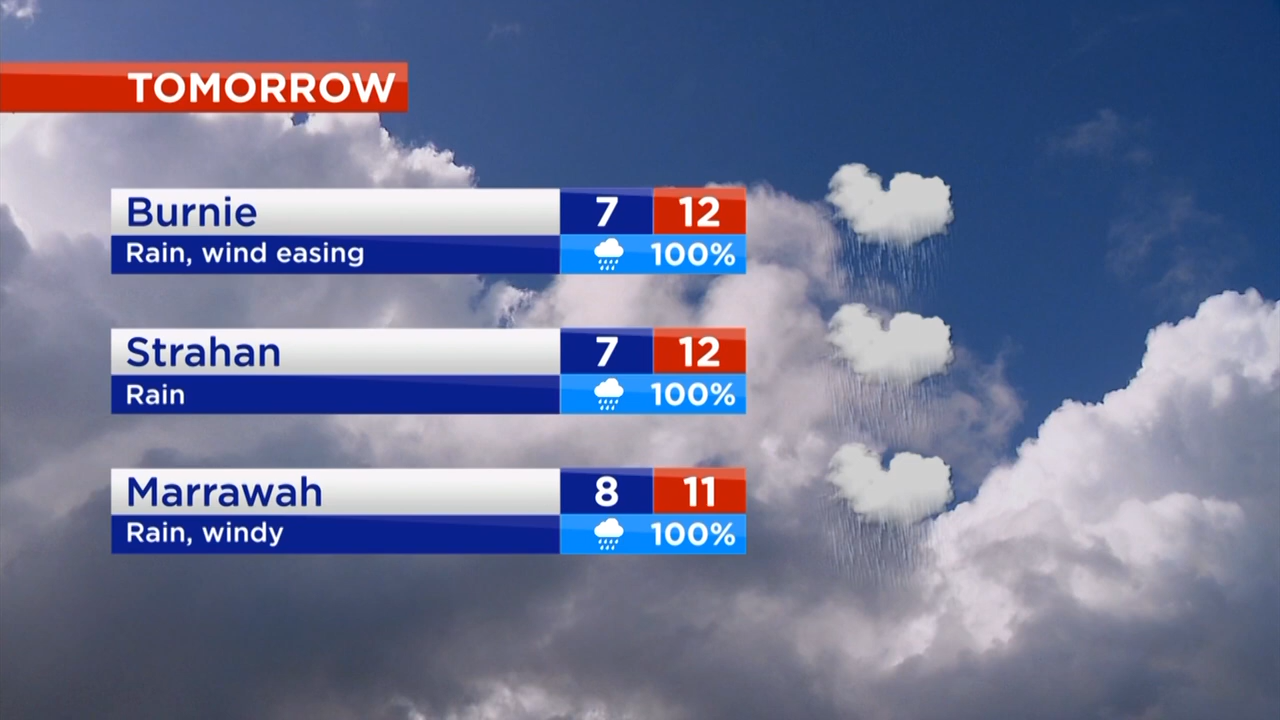 TOMORROW
Burnie 7 12
Rain, wind easing 100%
Strahan 7 12
Rain 100%
Marrawah 8 11
Rain, windy 100%